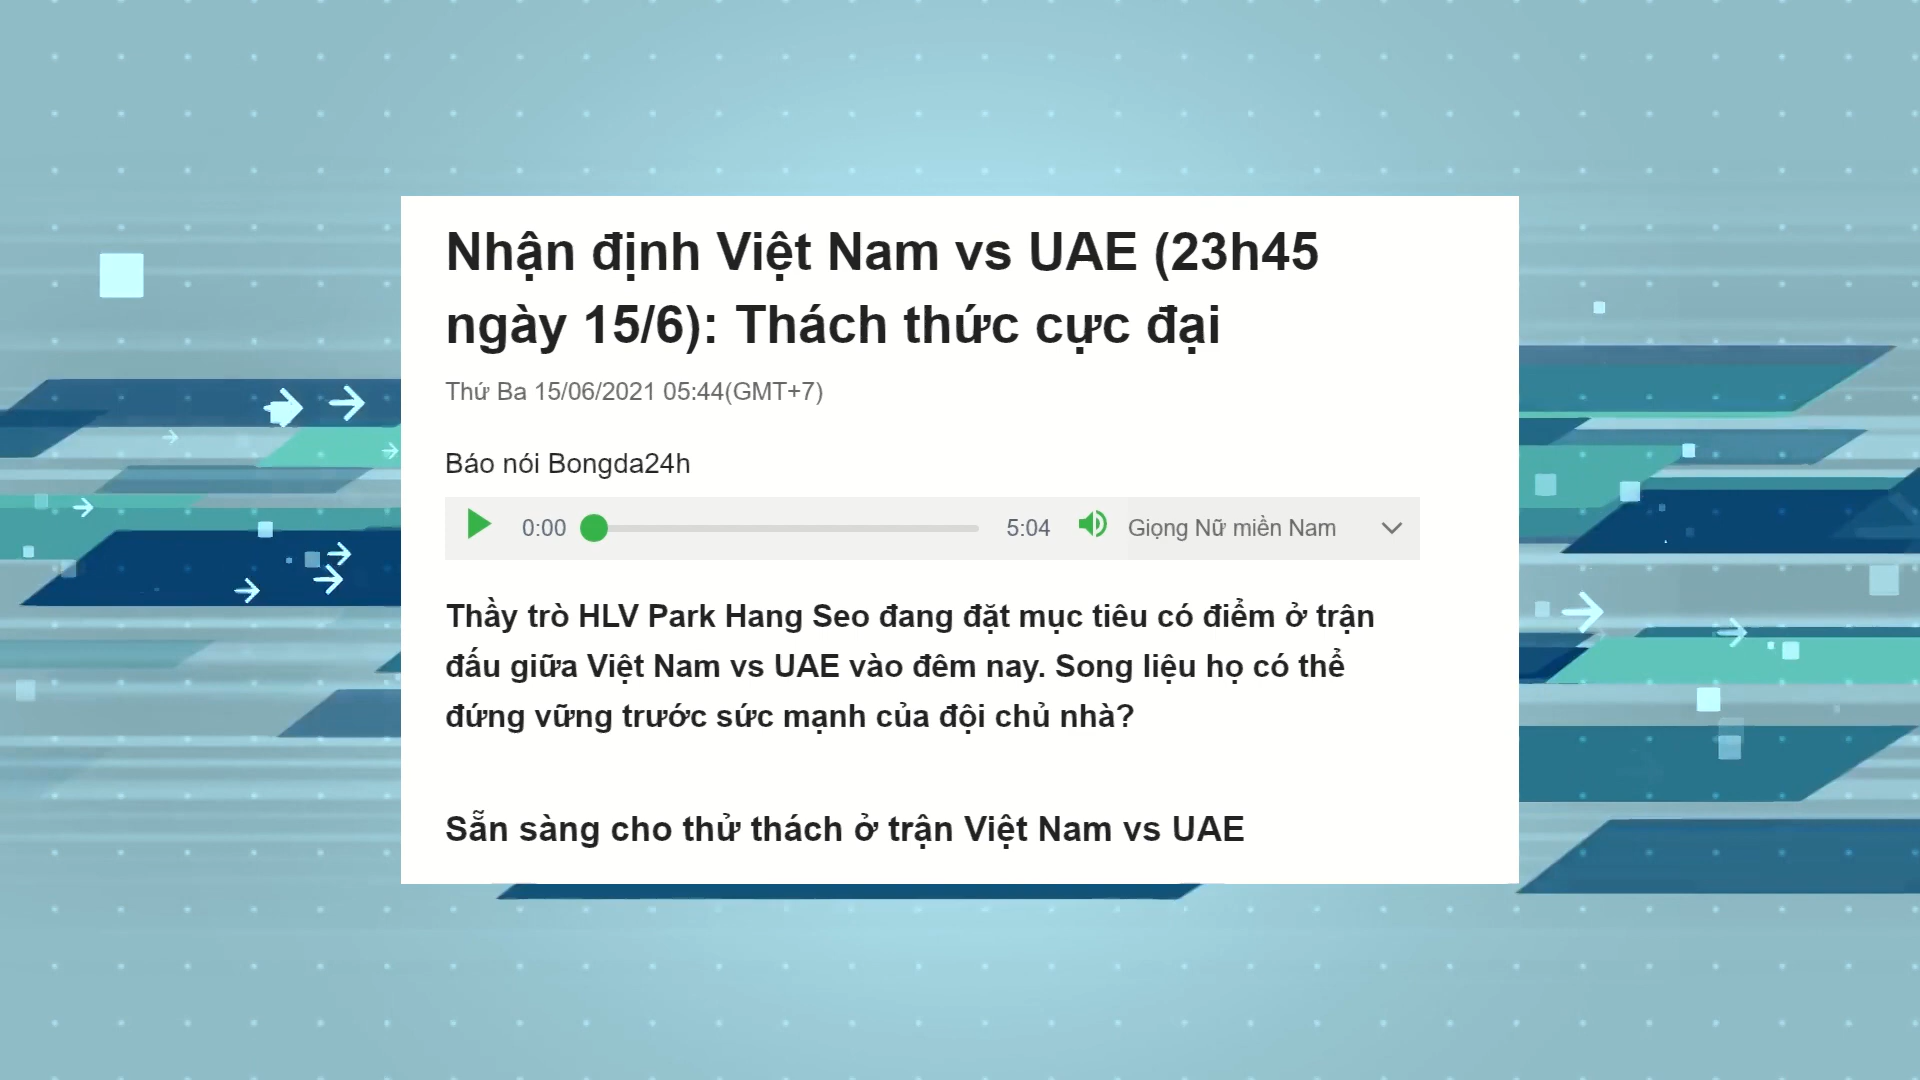 Nhận định Việt Nam vs UAE (23h45
ngày 15/6): Thách thức cực đại
Thứ Ba 15/06/2021 05:44(GMT+7)
Báo nói Bongda24h
0:00 5:04 Giọng Nữ miền Nam
Thầy trò HLV Park Hang Seo đang đặt mục tiêu có điểm ở trận
đấu giữa Việt Nam vs UAE vào đêm nay. Song liệu họ có thể
đứng vững trước sức mạnh của đội chủ nhà?
Sẵn sàng cho thử thách ở trận Việt Nam vs UAE